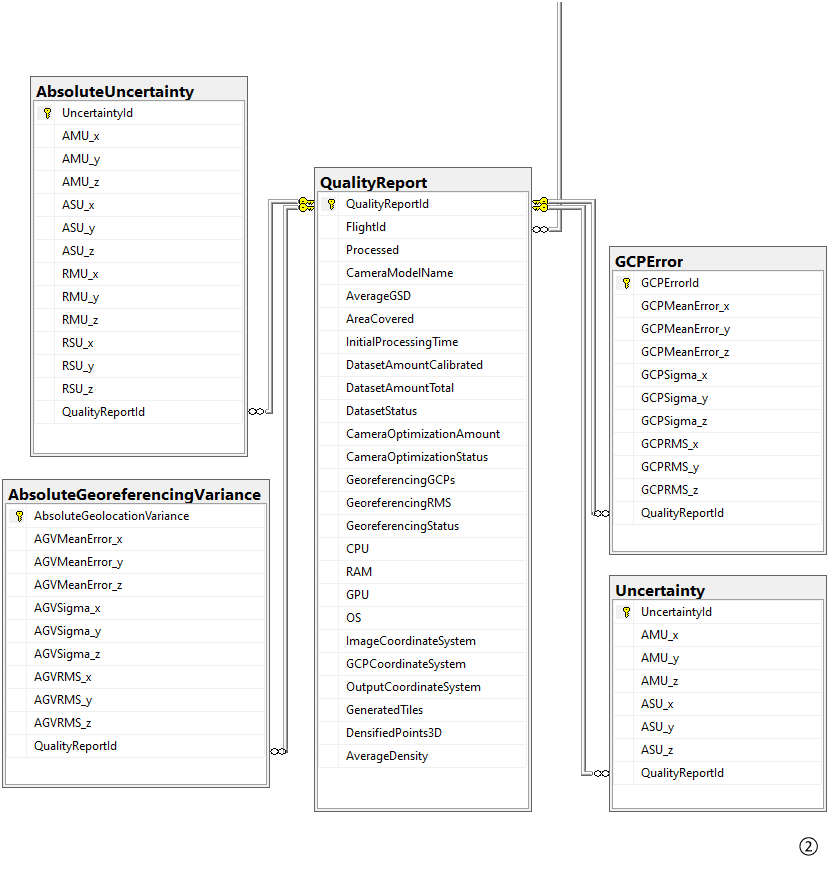 AbsoluteUncertainty
UncertaintyId
AMU_x
AMU_y
AMU_z
ASU_x
ASU_y
ASU_z
RMU_x
RMU_y
RMU_z
RSU_x
RSU_y
RSU_z
QualityReportId
AbsoluteGeoreferencingVariance
AbsoluteGeolocationVariance
AGVMeanError_x
AGVMeanError_y
AGVMeanError_z
AGVSigma_x
AGVSigma_y
AGVSigma_z
AGVRMS_x
AGVRMS_y
AGVRMS_z
QualityReportId
QualityReport
QualityReportId
FlightId
Processed
CameraModelName
AverageGSD
AreaCovered
InitialProcessingTime
DatasetAmountCalibrated
DatasetAmountTotal
DatasetStatus
CameraOptimizationAmount
CameraOptimizationStatus
GeoreferencingGCPs
GeoreferencingRMS
GeoreferencingStatus
CPU
RAM
GPU
OS
ImageCoordinateSystem
GCPCoordinateSystem
OutputCoordinateSystem
GeneratedTiles
DensifiedPoints3D
AverageDensity
GCPError
GCPErrorId
GCPMeanError_x
GCPMeanError_y
GCPMeanError_z
GCPSigma_x
GCPSigma_y
GCPSigma_z
GCPRMS_x
GCPRMS_y
GCPRMS_z
QualityReportId
Uncertainty
UncertaintyId
AMU_x
AMU_y
AMU_z
ASU_x
ASU_y
ASU_z
QualityReportId
②